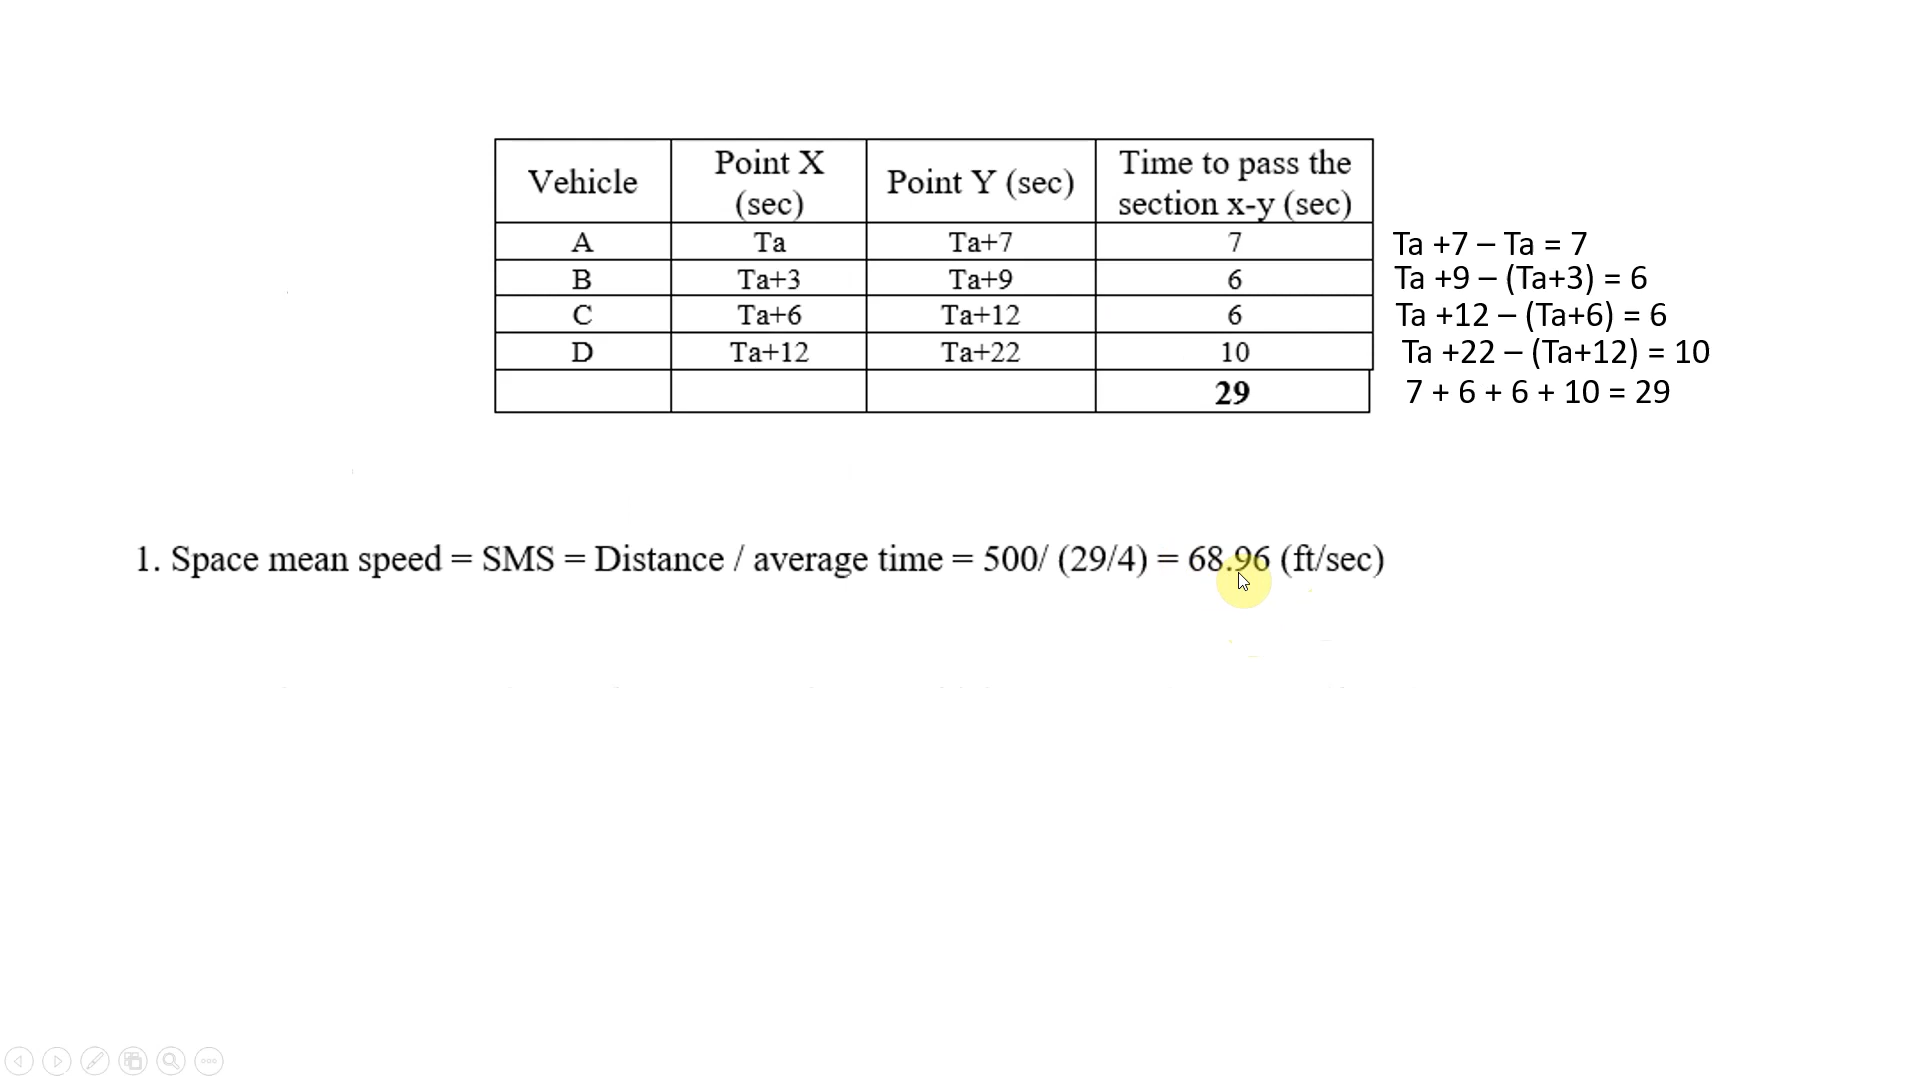 Vehicle Point X (sec) Point Y (sec) Time to pass the section x-y (sec)
A Ta Ta+7 7 Ta +7 – Ta = 7
B Ta+3 Ta+9 6 Ta +9 – (Ta+3) = 6
C Ta+6 Ta+12 6 Ta +12 – (Ta+6) = 6
D Ta+12 Ta+22 10 Ta +22 – (Ta+12) = 10
29 7 + 6 + 6 + 10 = 29
1. Space mean speed = SMS = Distance / average time = 500/ (29/4) = 68.96 (ft/sec)